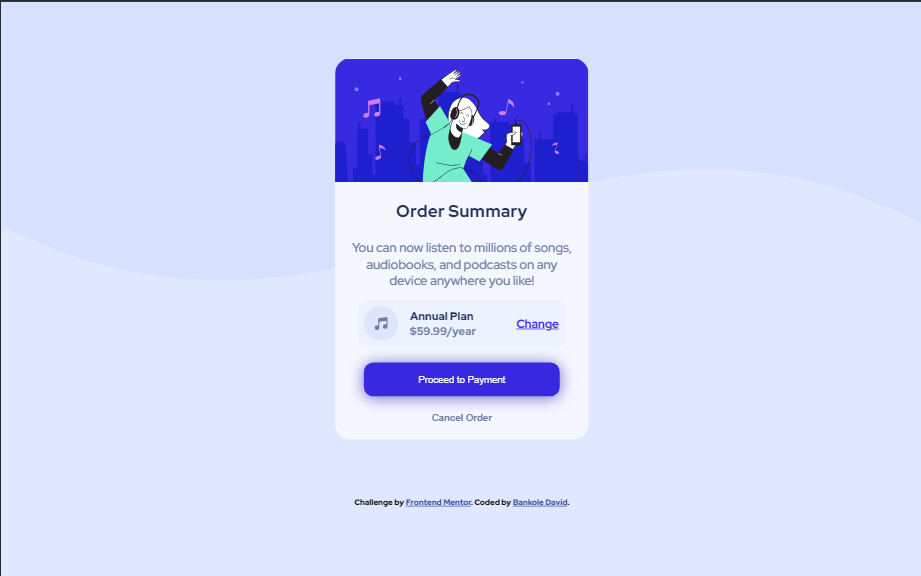 Order Summary
You can now listen to millions of songs,
audiobooks, and podcasts on any
device anywhere you like!
Annual Plan
$59.99/year
Change
Proceed to Payment
Cancel Order
Challenge by Frontend Mentor. Coded by Bankole David.